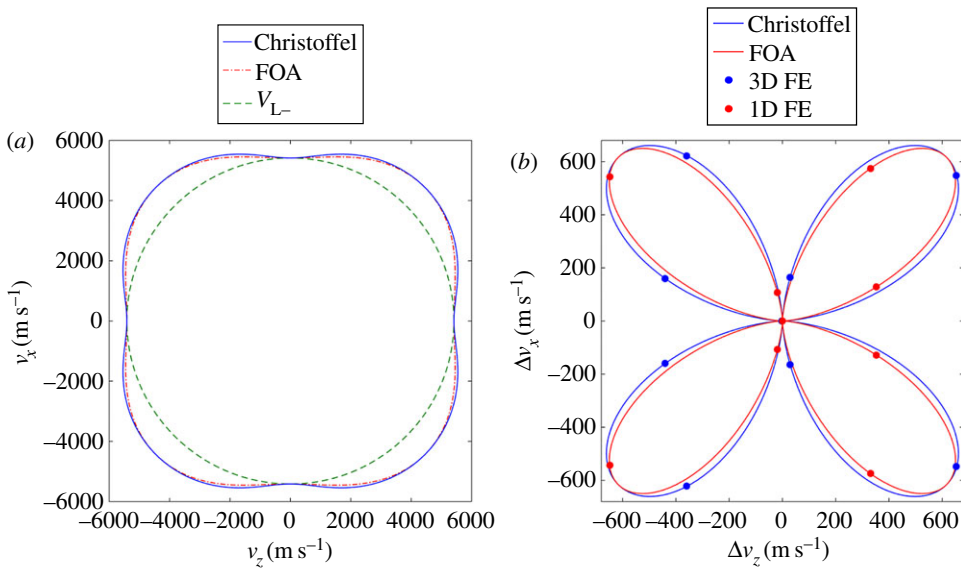 Christoffel
FOA
V_L–
(a)
6000
4000
2000
0
–2000
–4000
–6000
v_x (m s⁻¹)
–6000 –4000 –2000 0 2000 4000 6000
v_z (m s⁻¹)
Christoffel
FOA
3D FE
1D FE
(b)
600
400
200
0
–200
–400
–600
Δv_x (m s⁻¹)
–600 –400 –200 0 200 400 600
Δv_z (m s⁻¹)